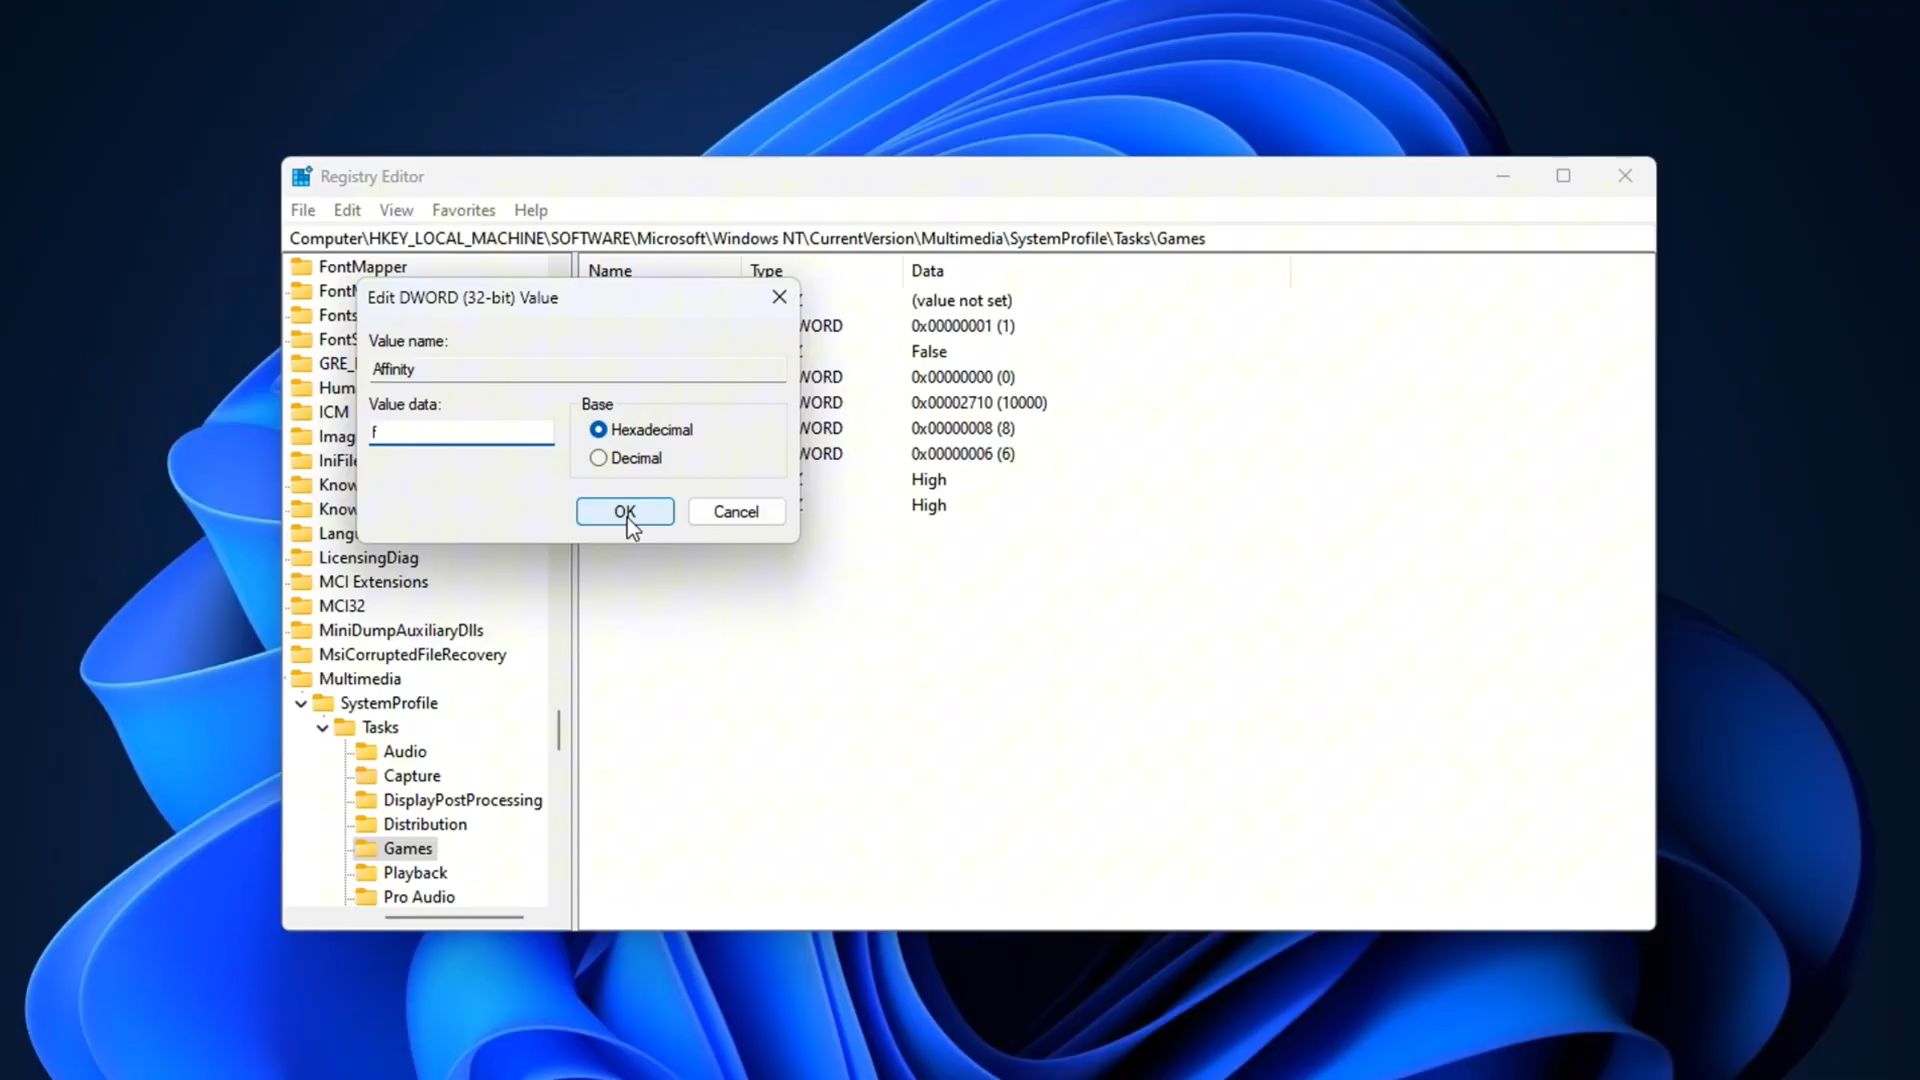 Registry Editor
File Edit View Favorites Help
Computer\HKEY_LOCAL_MACHINE\SOFTWARE\Microsoft\Windows NT\CurrentVersion\Multimedia\SystemProfile\Tasks\Games
FontMapper
Fonts
ICM
LicensingDiag
MCI Extensions
MCI32
MiniDumpAuxiliaryDlls
MsiCorruptedFileRecovery
Multimedia
SystemProfile
Tasks
Audio
Capture
DisplayPostProcessing
Distribution
Games
Playback
Pro Audio
Name Type Data
(value not set)
0x00000001 (1)
False
0x00000000 (0)
0x00002710 (10000)
0x00000008 (8)
0x00000006 (6)
High
High
Edit DWORD (32-bit) Value
Value name:
Affinity
Value data:
f
Base
Hexadecimal
Decimal
OK Cancel